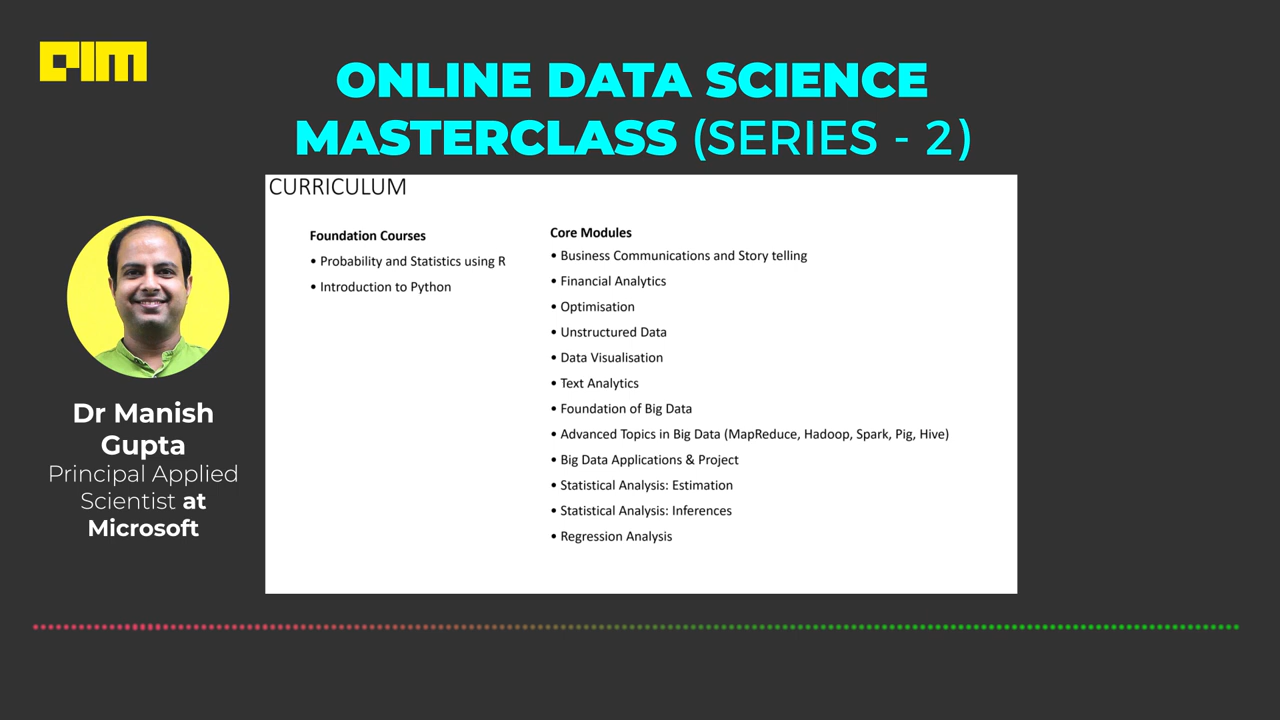 AIM
ONLINE DATA SCIENCE
MASTERCLASS (SERIES - 2)
CURRICULUM
Foundation Courses
• Probability and Statistics using R
• Introduction to Python
Core Modules
• Business Communications and Story telling
• Financial Analytics
• Optimisation
• Unstructured Data
• Data Visualisation
• Text Analytics
• Foundation of Big Data
• Advanced Topics in Big Data (MapReduce, Hadoop, Spark, Pig, Hive)
• Big Data Applications & Project
• Statistical Analysis: Estimation
• Statistical Analysis: Inferences
• Regression Analysis
Dr Manish
Gupta
Principal Applied
Scientist at
Microsoft